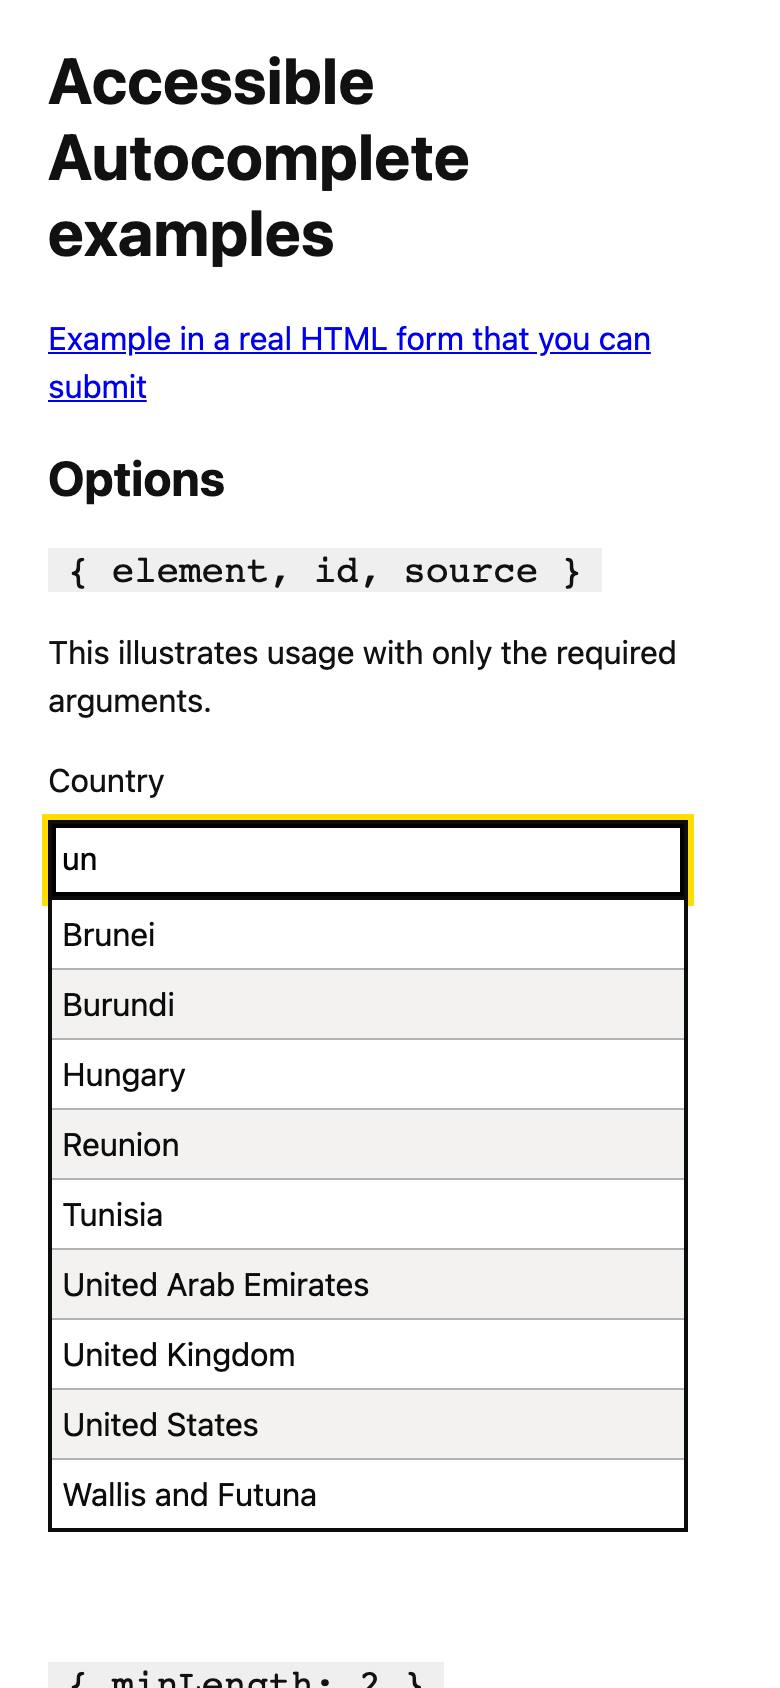 Accessible
Autocomplete
examples
Example in a real HTML form that you can
submit
Options
{ element, id, source }
This illustrates usage with only the required
arguments.
Country
un
Brunei
Burundi
Hungary
Reunion
Tunisia
United Arab Emirates
United Kingdom
United States
Wallis and Futuna
{ minLength: 2 }